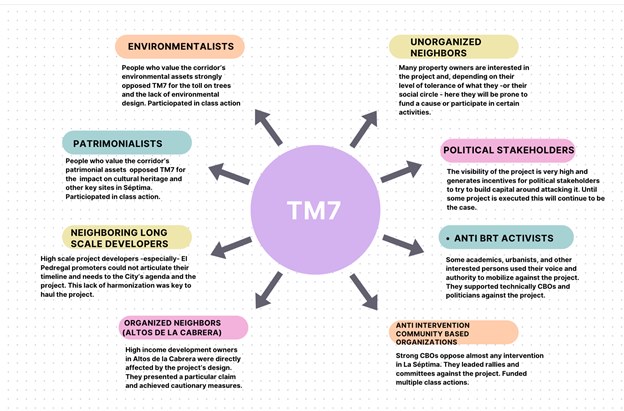 ENVIRONMENTALISTS
People who value the corridor's
environmental assets strongly
opposed TM7 for the toll on trees
and the lack of environmental
design. Particiapated in class action
UNORGANIZED
NEIGHBORS
Many property owners are interested in
the project and, depending on their
level of tolerance of what they -or their
social circle - here they will be prone to
fund a cause or participate in certain
activities.
PATRIMONIALISTS
People who value the corridor's
patrimonial assets opposed TM7 for
the impact on cultural heritage and
other key sites in Séptima.
Participated in class action.
POLITICAL STAKEHOLDERS
The visibility of the project is very high and
generates incentives for political stakeholders
to try to build capital around attacking it. Until
some project is executed this will continue to be
the case.
TM7
NEIGHBORING LONG
SCALE DEVELOPERS
High scale project developers -especially- El
Pedregal promoters could not articulate their
timeline and needs to the City's agenda and the
project. This lack of harmonization was key to
haul the project.
• ANTI BRT ACTIVISTS
Some academics, urbanists, and other
interested persons used their voice and
authority to mobilize against the project.
They supported technically CBOs and
politicians against the project.
ORGANIZED NEIGHBORS
(ALTOS DE LA CABRERA)
High income development owners
in Altos de la Cabrera were directly
affected by the project's design.
They presented a particular claim
and achieved cautionary measures.
ANTI INTERVENTION
COMMUNITY BASED
ORGANIZATIONS
Strong CBOs oppose almost any intervention
in La Séptima. They leaded rallies and
committees against the project. Funded
multiple class actions.